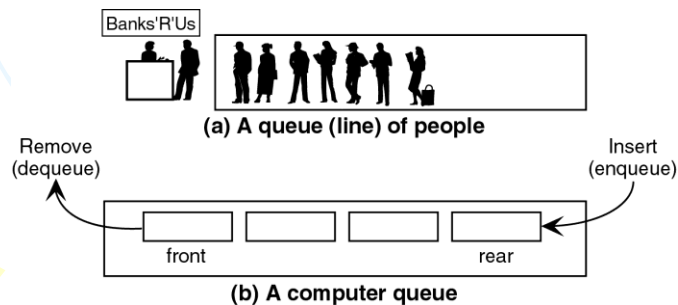 Banks'R'Us
(a) A queue (line) of people
Remove
(dequeue)
Insert
(enqueue)
front
rear
(b) A computer queue